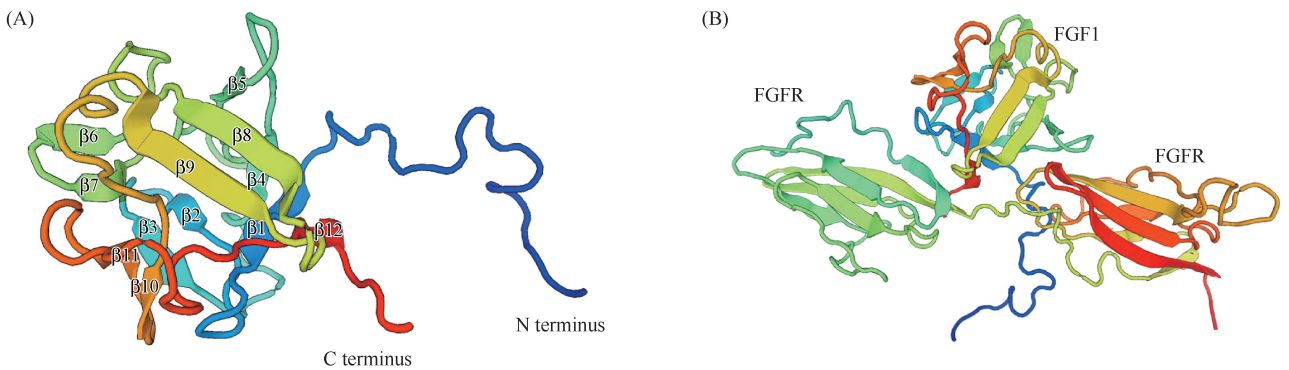 (A)
β5
β6
β8
β9
β4
β7
β2
β3
β1
β12
β11
β10
N terminus
C terminus
(B)
FGF1
FGFR
FGFR